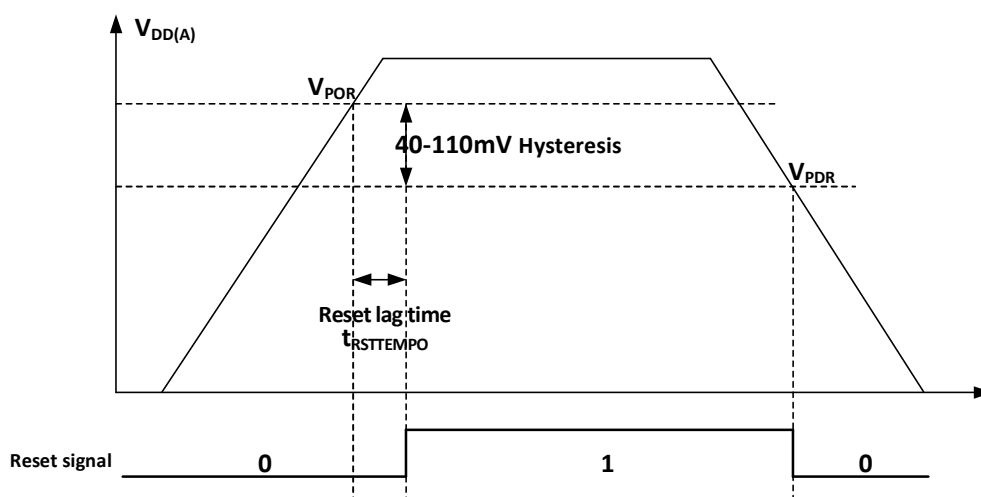 VDD(A)
VPOR
40-110mV Hysteresis
VPDR
Reset lag time
tRSTTEMPO
Reset signal
0
1
0